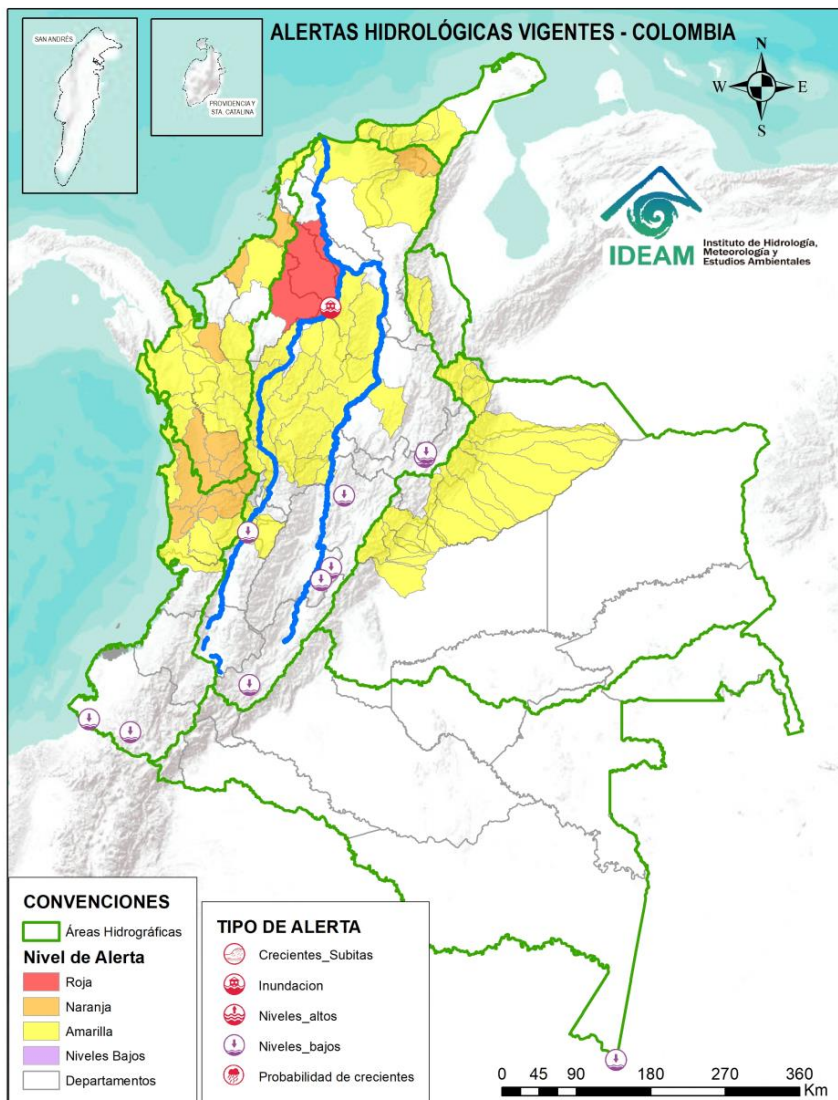 ALERTAS HIDROLÓGICAS VIGENTES - COLOMBIA
SAN ANDRÉS
PROVIDENCIA Y
STA. CATALINA
N
W
E
S
IDEAM
Instituto de Hidrología,
Meteorología y
Estudios Ambientales
CONVENCIONES
Áreas Hidrográficas
Nivel de Alerta
Roja
Naranja
Amarilla
Niveles Bajos
Departamentos
TIPO DE ALERTA
Crecientes_Subitas
Inundacion
Niveles_altos
Niveles_bajos
Probabilidad de crecientes
0 45 90 180 270 360
Km